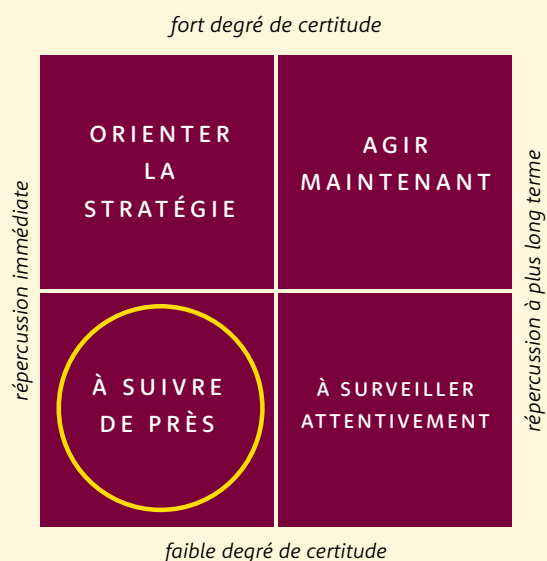 fort degré de certitude
ORIENTER
LA
STRATÉGIE
AGIR
MAINTENANT
répercussion immédiate
répercussion à plus long terme
À SUIVRE
DE PRÈS
À SURVEILLER
ATTENTIVEMENT
faible degré de certitude